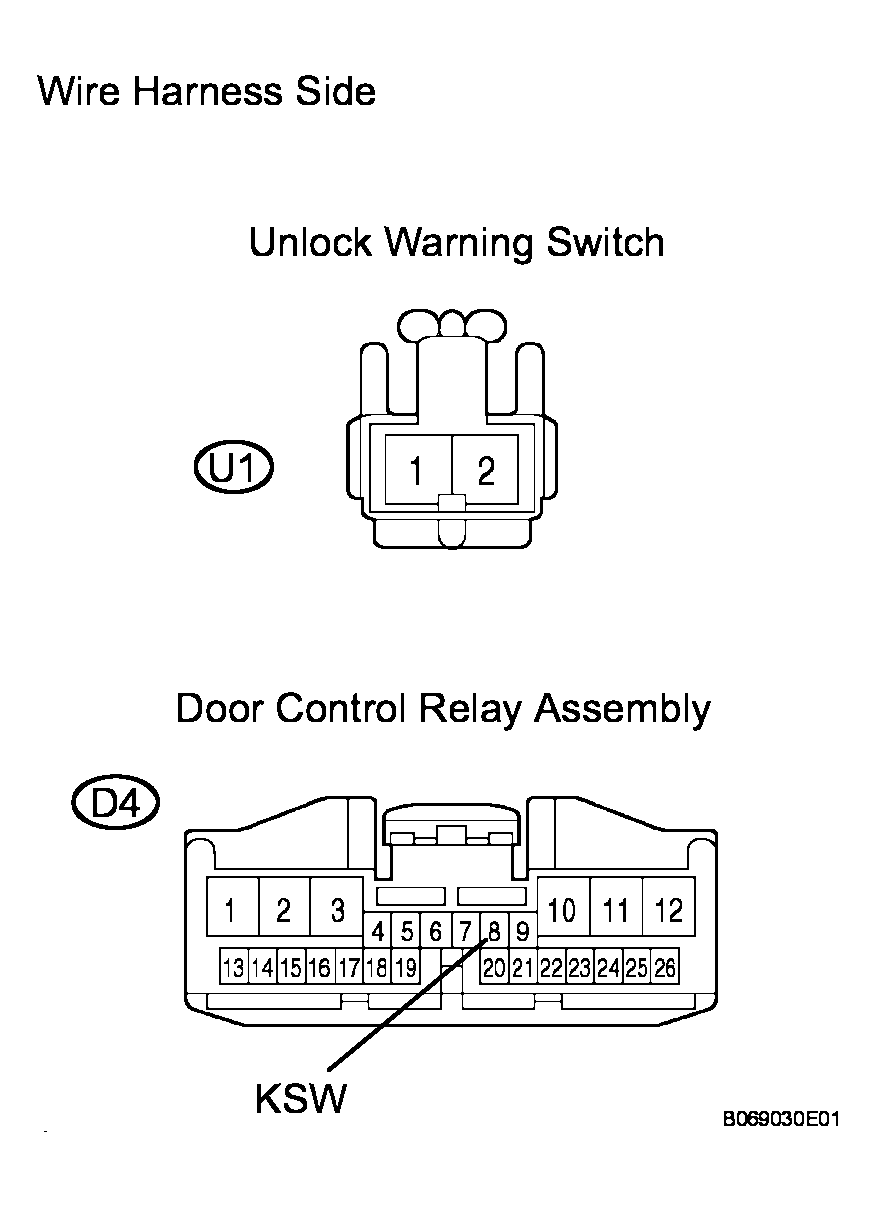 Wire Harness Side
Unlock Warning Switch
U1
1 2
Door Control Relay Assembly
D4
1 2 3 10 11 12
4 5 6 7 8 9
13 14 15 16 17 18 19 20 21 22 23 24 25 26
KSW
B069030E01